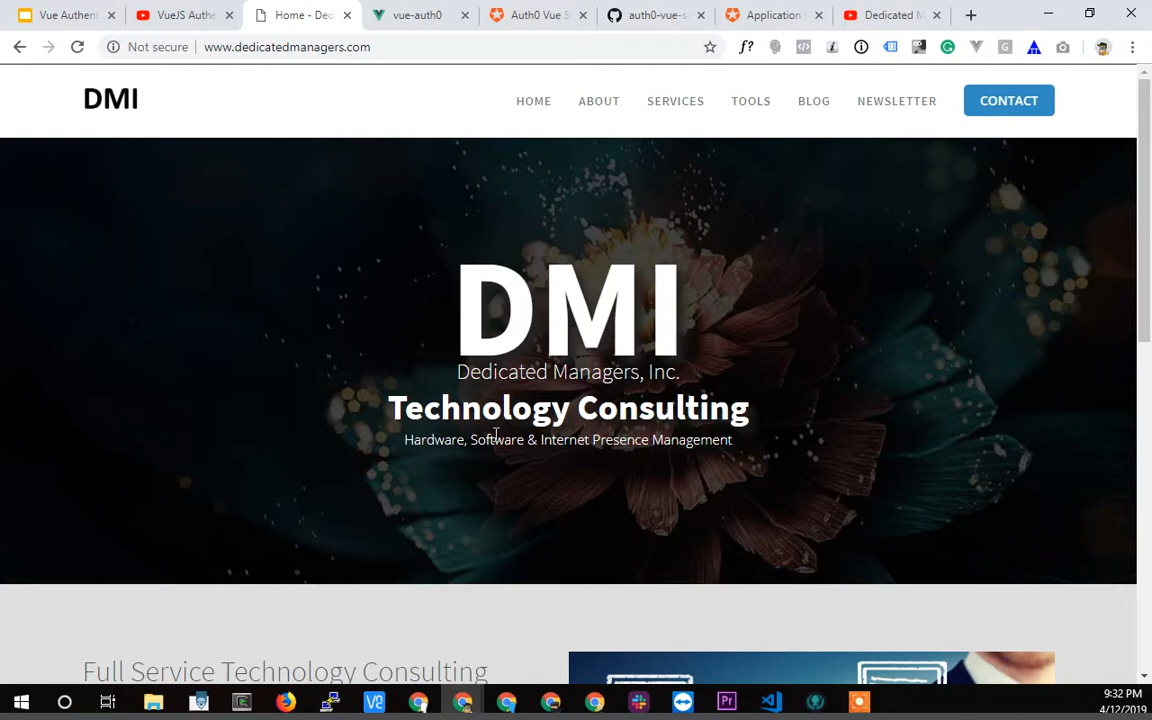 Vue Authent
VueJS Authe
Home - Ded
vue-auth0
Auth0 Vue S
auth0-vue-s
Application
Dedicated M
Not secure
www.dedicatedmanagers.com
DMI
HOME
ABOUT
SERVICES
TOOLS
BLOG
NEWSLETTER
CONTACT
DMI
Dedicated Managers, Inc.
Technology Consulting
Hardware, Software & Internet Presence Management
Full Service Technology Consulting
9:32 PM
4/12/2019